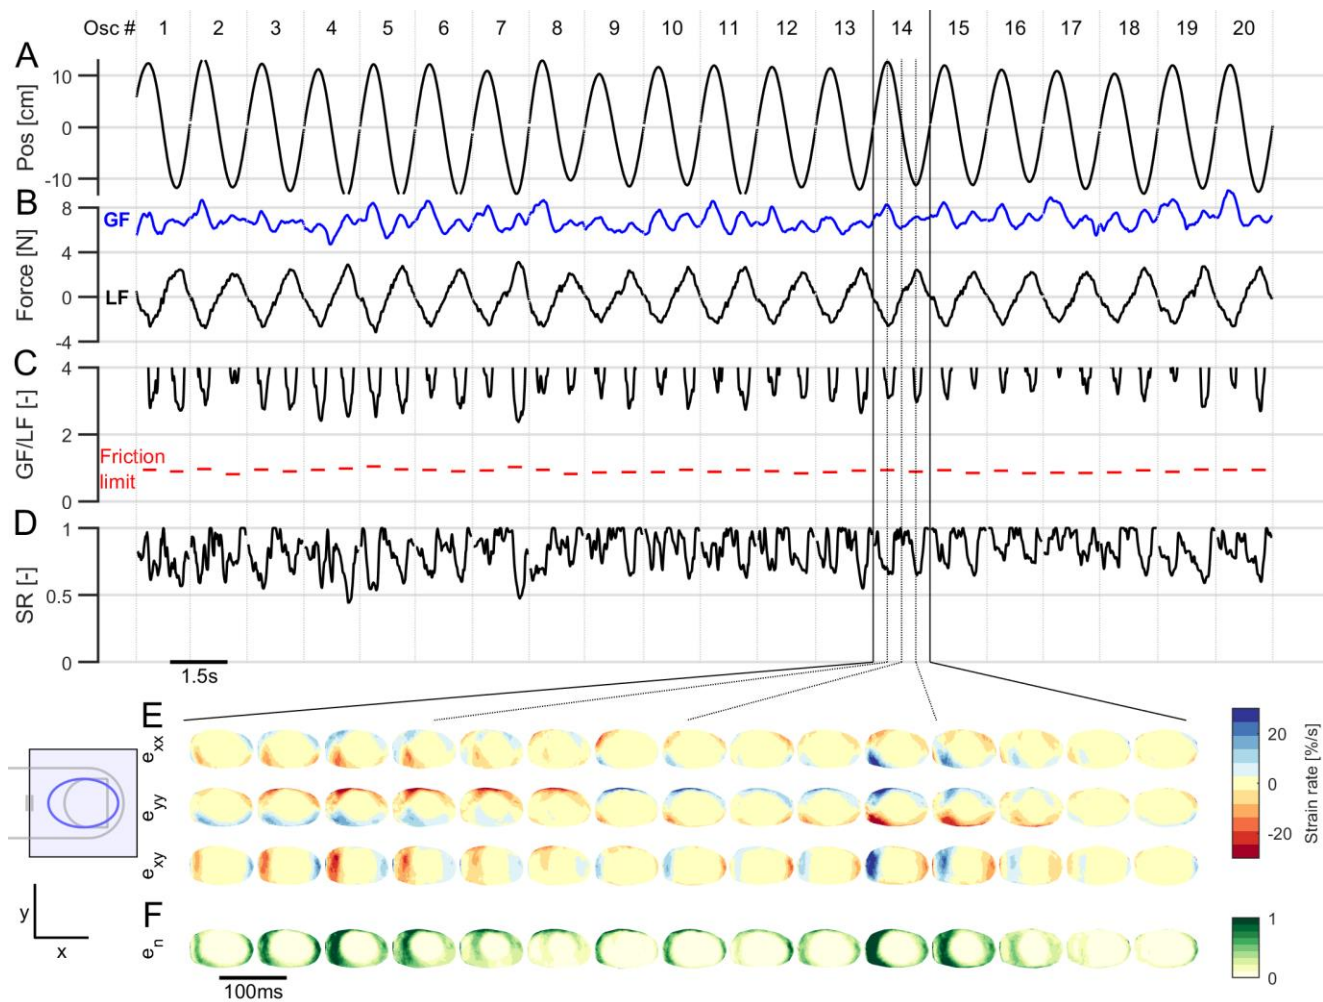 Osc # 1 2 3 4 5 6 7 8 9 10 11 12 13 14 15 16 17 18 19 20
A
Pos [cm]
10
0
-10
B
Force [N]
GF
LF
8
4
0
-4
C
GF/LF [-]
4
2
0
Friction
limit
D
SR [-]
1
0.5
0
1.5s
E
exx
eyy
exy
Strain rate [%/s]
20
0
-20
y
x
F
en
1
0
100ms